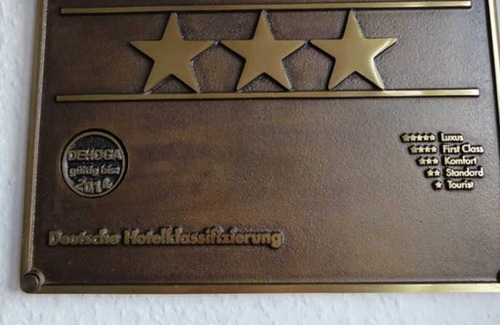 DEHOGA
gültig bis:
2014
★★★★★ Luxus
★★★★ First Class
★★★ Komfort
★★ Standard
★ Tourist
Deutsche Hotelklassifizierung